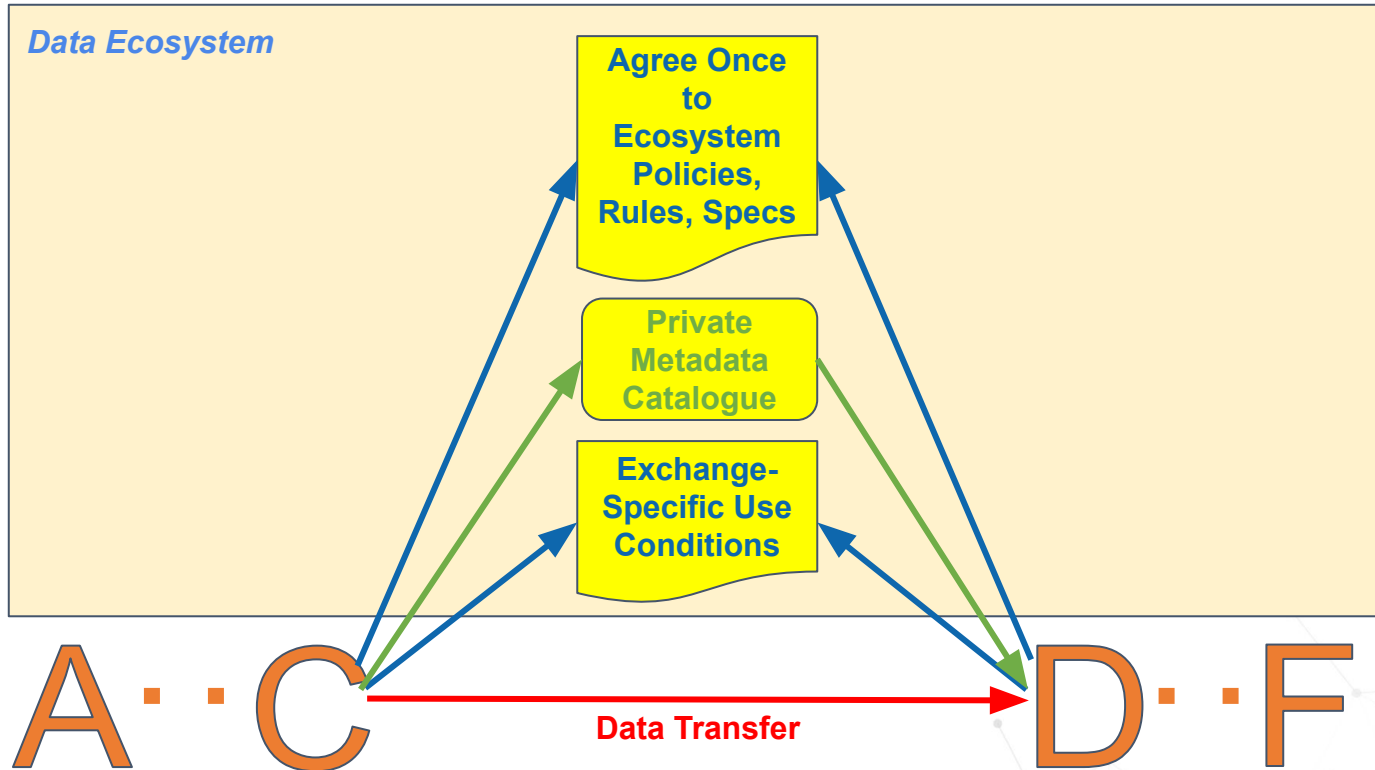 Data Ecosystem
Agree Once
to
Ecosystem
Policies,
Rules, Specs
Private
Metadata
Catalogue
Exchange-
Specific Use
Conditions
A . . C
D . . F
Data Transfer